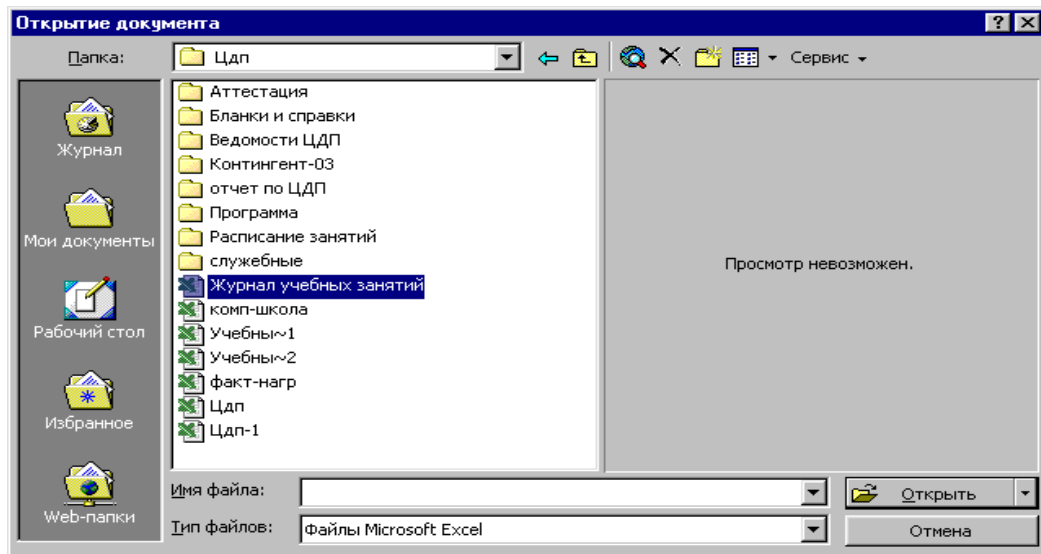 Открытие документа
Папка:
Цдп
Сервис
Журнал
Мои документы
Рабочий стол
Избранное
Web-папки
Аттестация
Бланки и справки
Ведомости ЦДП
Контингент-03
отчет по ЦДП
Программа
Расписание занятий
служебные
Журнал учебных занятий
комп-школа
Учебны~1
Учебны~2
факт-нагр
Цдп
Цдп-1
Просмотр невозможен.
Имя файла:
Открыть
Тип файлов:
Файлы Microsoft Excel
Отмена